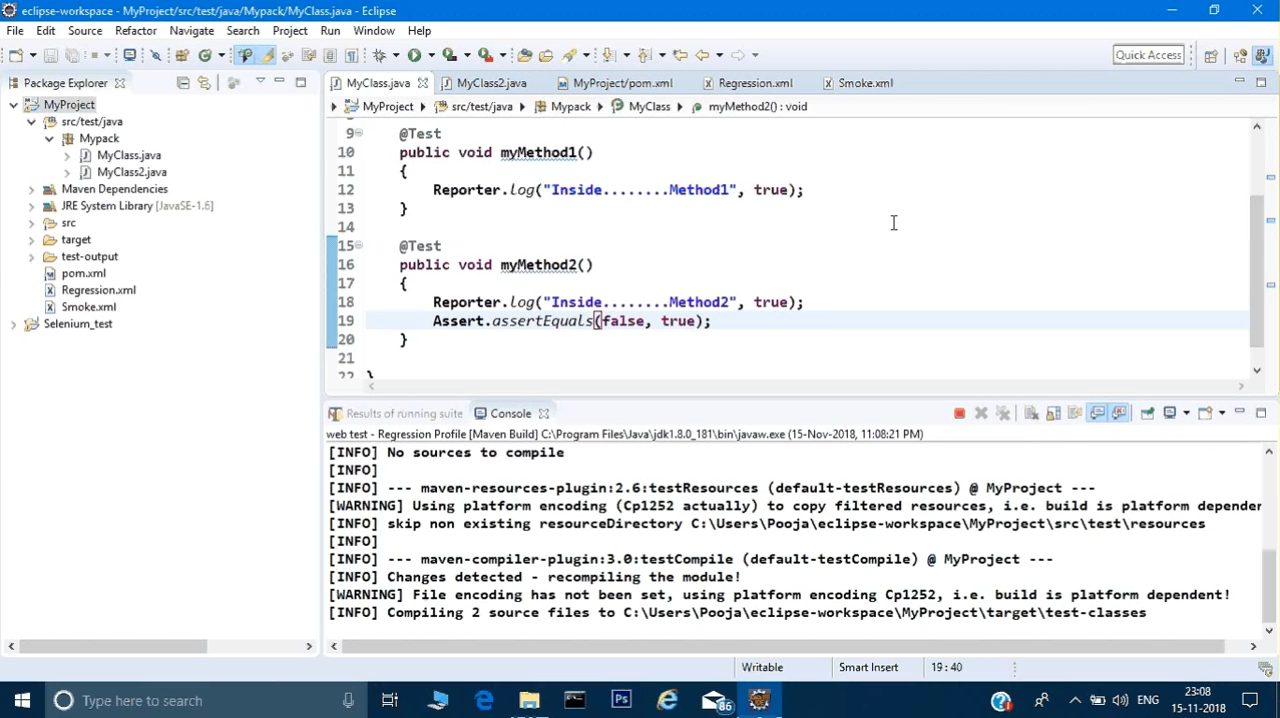 eclipse-workspace - MyProject/src/test/java/Mypack/MyClass.java - Eclipse
File Edit Source Refactor Navigate Search Project Run Window Help
Quick Access
Package Explorer
MyClass.java MyClass2.java MyProject/pom.xml Regression.xml Smoke.xml
MyProject src/test/java Mypack MyClass myMethod2() : void
MyProject
src/test/java
Mypack
MyClass.java
MyClass2.java
Maven Dependencies
JRE System Library [JavaSE-1.6]
src
target
test-output
pom.xml
Regression.xml
Smoke.xml
Selenium_test
9 @Test
10 public void myMethod1()
11 {
12 Reporter.log("Inside........Method1", true);
13 }
14
15 @Test
16 public void myMethod2()
17 {
18 Reporter.log("Inside........Method2", true);
19 Assert.assertEquals(false, true);
20 }
21
22 }
Results of running suite Console
web test - Regression Profile [Maven Build] C:\Program Files\Java\jdk1.8.0_181\bin\javaw.exe (15-Nov-2018, 11:08:21 PM)
[INFO] No sources to compile
[INFO]
[INFO] --- maven-resources-plugin:2.6:testResources (default-testResources) @ MyProject ---
[WARNING] Using platform encoding (Cp1252 actually) to copy filtered resources, i.e. build is platform dependen
[INFO] skip non existing resourceDirectory C:\Users\Pooja\eclipse-workspace\MyProject\src\test\resources
[INFO]
[INFO] --- maven-compiler-plugin:3.0:testCompile (default-testCompile) @ MyProject ---
[INFO] Changes detected - recompiling the module!
[WARNING] File encoding has not been set, using platform encoding Cp1252, i.e. build is platform dependent!
[INFO] Compiling 2 source files to C:\Users\Pooja\eclipse-workspace\MyProject\target\test-classes
Writable Smart Insert 19 : 40
Type here to search
Ps
86
ENG
23:08
15-11-2018